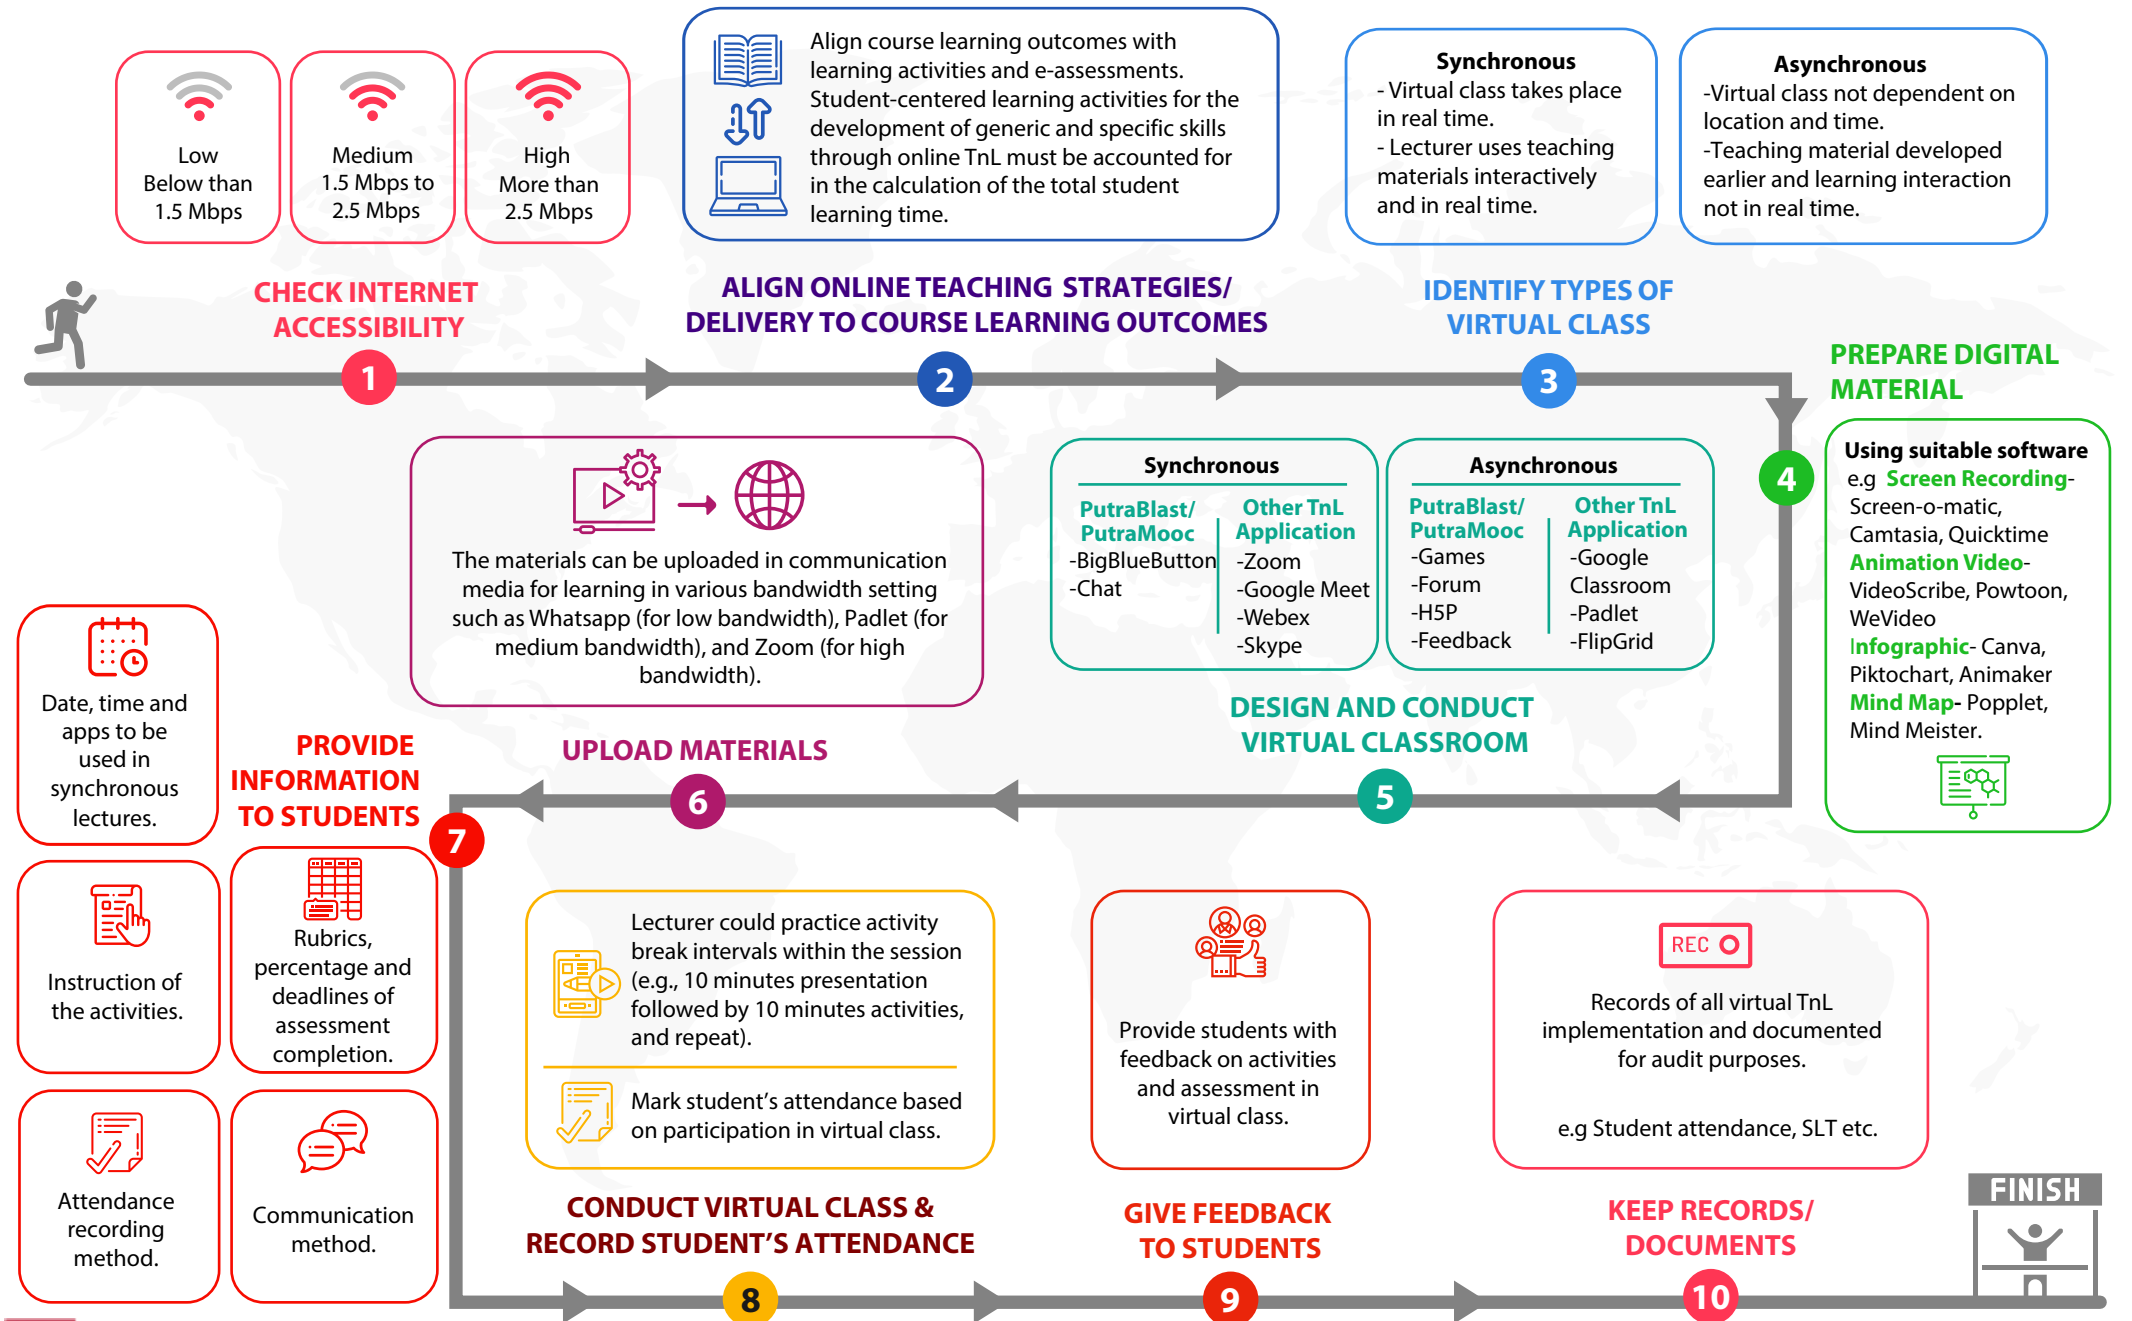 Low
Below than
1.5 Mbps
Medium
1.5 Mbps to
2.5 Mbps
High
More than
2.5 Mbps
CHECK INTERNET
ACCESSIBILITY
1
Align course learning outcomes with
learning activities and e-assessments.
Student-centered learning activities for the
development of generic and specific skills
through online TnL must be accounted for
in the calculation of the total student
learning time.
ALIGN ONLINE TEACHING STRATEGIES/
DELIVERY TO COURSE LEARNING OUTCOMES
2
Synchronous
- Virtual class takes place
in real time.
- Lecturer uses teaching
materials interactively
and in real time.
Asynchronous
-Virtual class not dependent on
location and time.
-Teaching material developed
earlier and learning interaction
not in real time.
IDENTIFY TYPES OF
VIRTUAL CLASS
3
PREPARE DIGITAL
MATERIAL
4
Using suitable software
e.g Screen Recording-
Screen-o-matic,
Camtasia, Quicktime
Animation Video-
VideoScribe, Powtoon,
WeVideo
Infographic- Canva,
Piktochart, Animaker
Mind Map- Popplet,
Mind Meister.
Synchronous
PutraBlast/
PutraMooc
-BigBlueButton
-Chat
Other TnL
Application
-Zoom
-Google Meet
-Webex
-Skype
Asynchronous
PutraBlast/
PutraMooc
-Games
-Forum
-H5P
-Feedback
Other TnL
Application
-Google
Classroom
-Padlet
-FlipGrid
DESIGN AND CONDUCT
VIRTUAL CLASSROOM
5
The materials can be uploaded in communication
media for learning in various bandwidth setting
such as Whatsapp (for low bandwidth), Padlet (for
medium bandwidth), and Zoom (for high
bandwidth).
UPLOAD MATERIALS
6
PROVIDE
INFORMATION
TO STUDENTS
7
Date, time and
apps to be
used in
synchronous
lectures.
Instruction of
the activities.
Rubrics,
percentage and
deadlines of
assessment
completion.
Attendance
recording
method.
Communication
method.
Lecturer could practice activity
break intervals within the session
(e.g., 10 minutes presentation
followed by 10 minutes activities,
and repeat).
Mark student's attendance based
on participation in virtual class.
CONDUCT VIRTUAL CLASS &
RECORD STUDENT'S ATTENDANCE
8
Provide students with
feedback on activities
and assessment in
virtual class.
GIVE FEEDBACK
TO STUDENTS
9
REC
Records of all virtual TnL
implementation and documented
for audit purposes.
e.g Student attendance, SLT etc.
KEEP RECORDS/
DOCUMENTS
10
FINISH